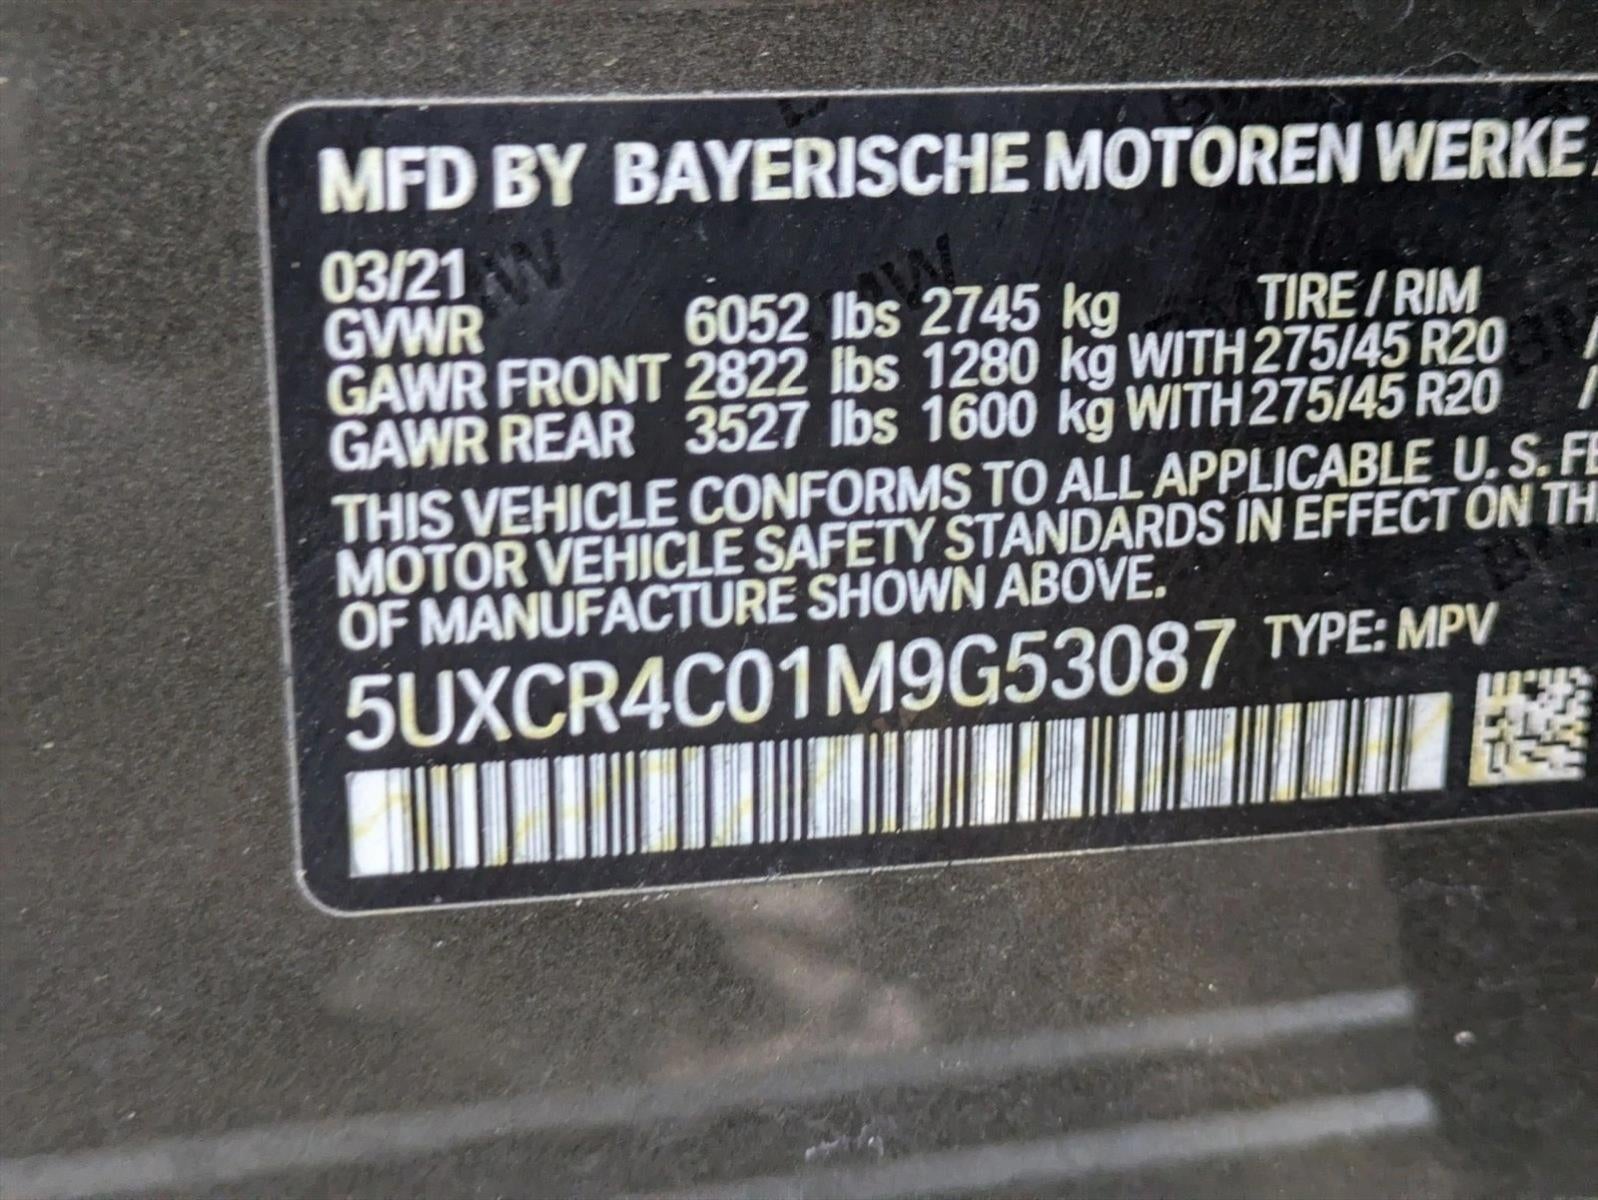 MFD BY BAYERISCHE MOTOREN WERKE
03/21
GVWR 6052 lbs 2745 kg TIRE / RIM
GAWR FRONT 2822 lbs 1280 kg WITH 275/45 R20 /
GAWR REAR 3527 lbs 1600 kg WITH 275/45 R20 /
THIS VEHICLE CONFORMS TO ALL APPLICABLE U. S. FE
MOTOR VEHICLE SAFETY STANDARDS IN EFFECT ON TH
OF MANUFACTURE SHOWN ABOVE.
5UXCR4C01M9G53087 TYPE: MPV